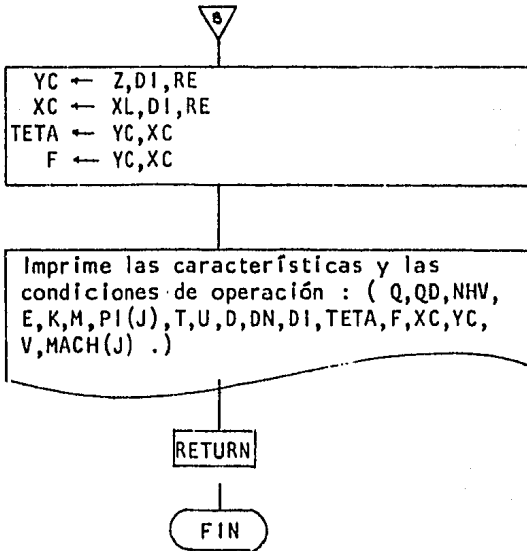 B
YC ← Z,DI,RE
XC ← XL,DI,RE
TETA ← YC,XC
F ← YC,XC
Imprime las características y las
condiciones de operación : ( Q,QD,NHV,
E,K,M,PI(J),T,U,D,DN,DI,TETA,F,XC,YC,
V,MACH(J) .)
RETURN
FIN